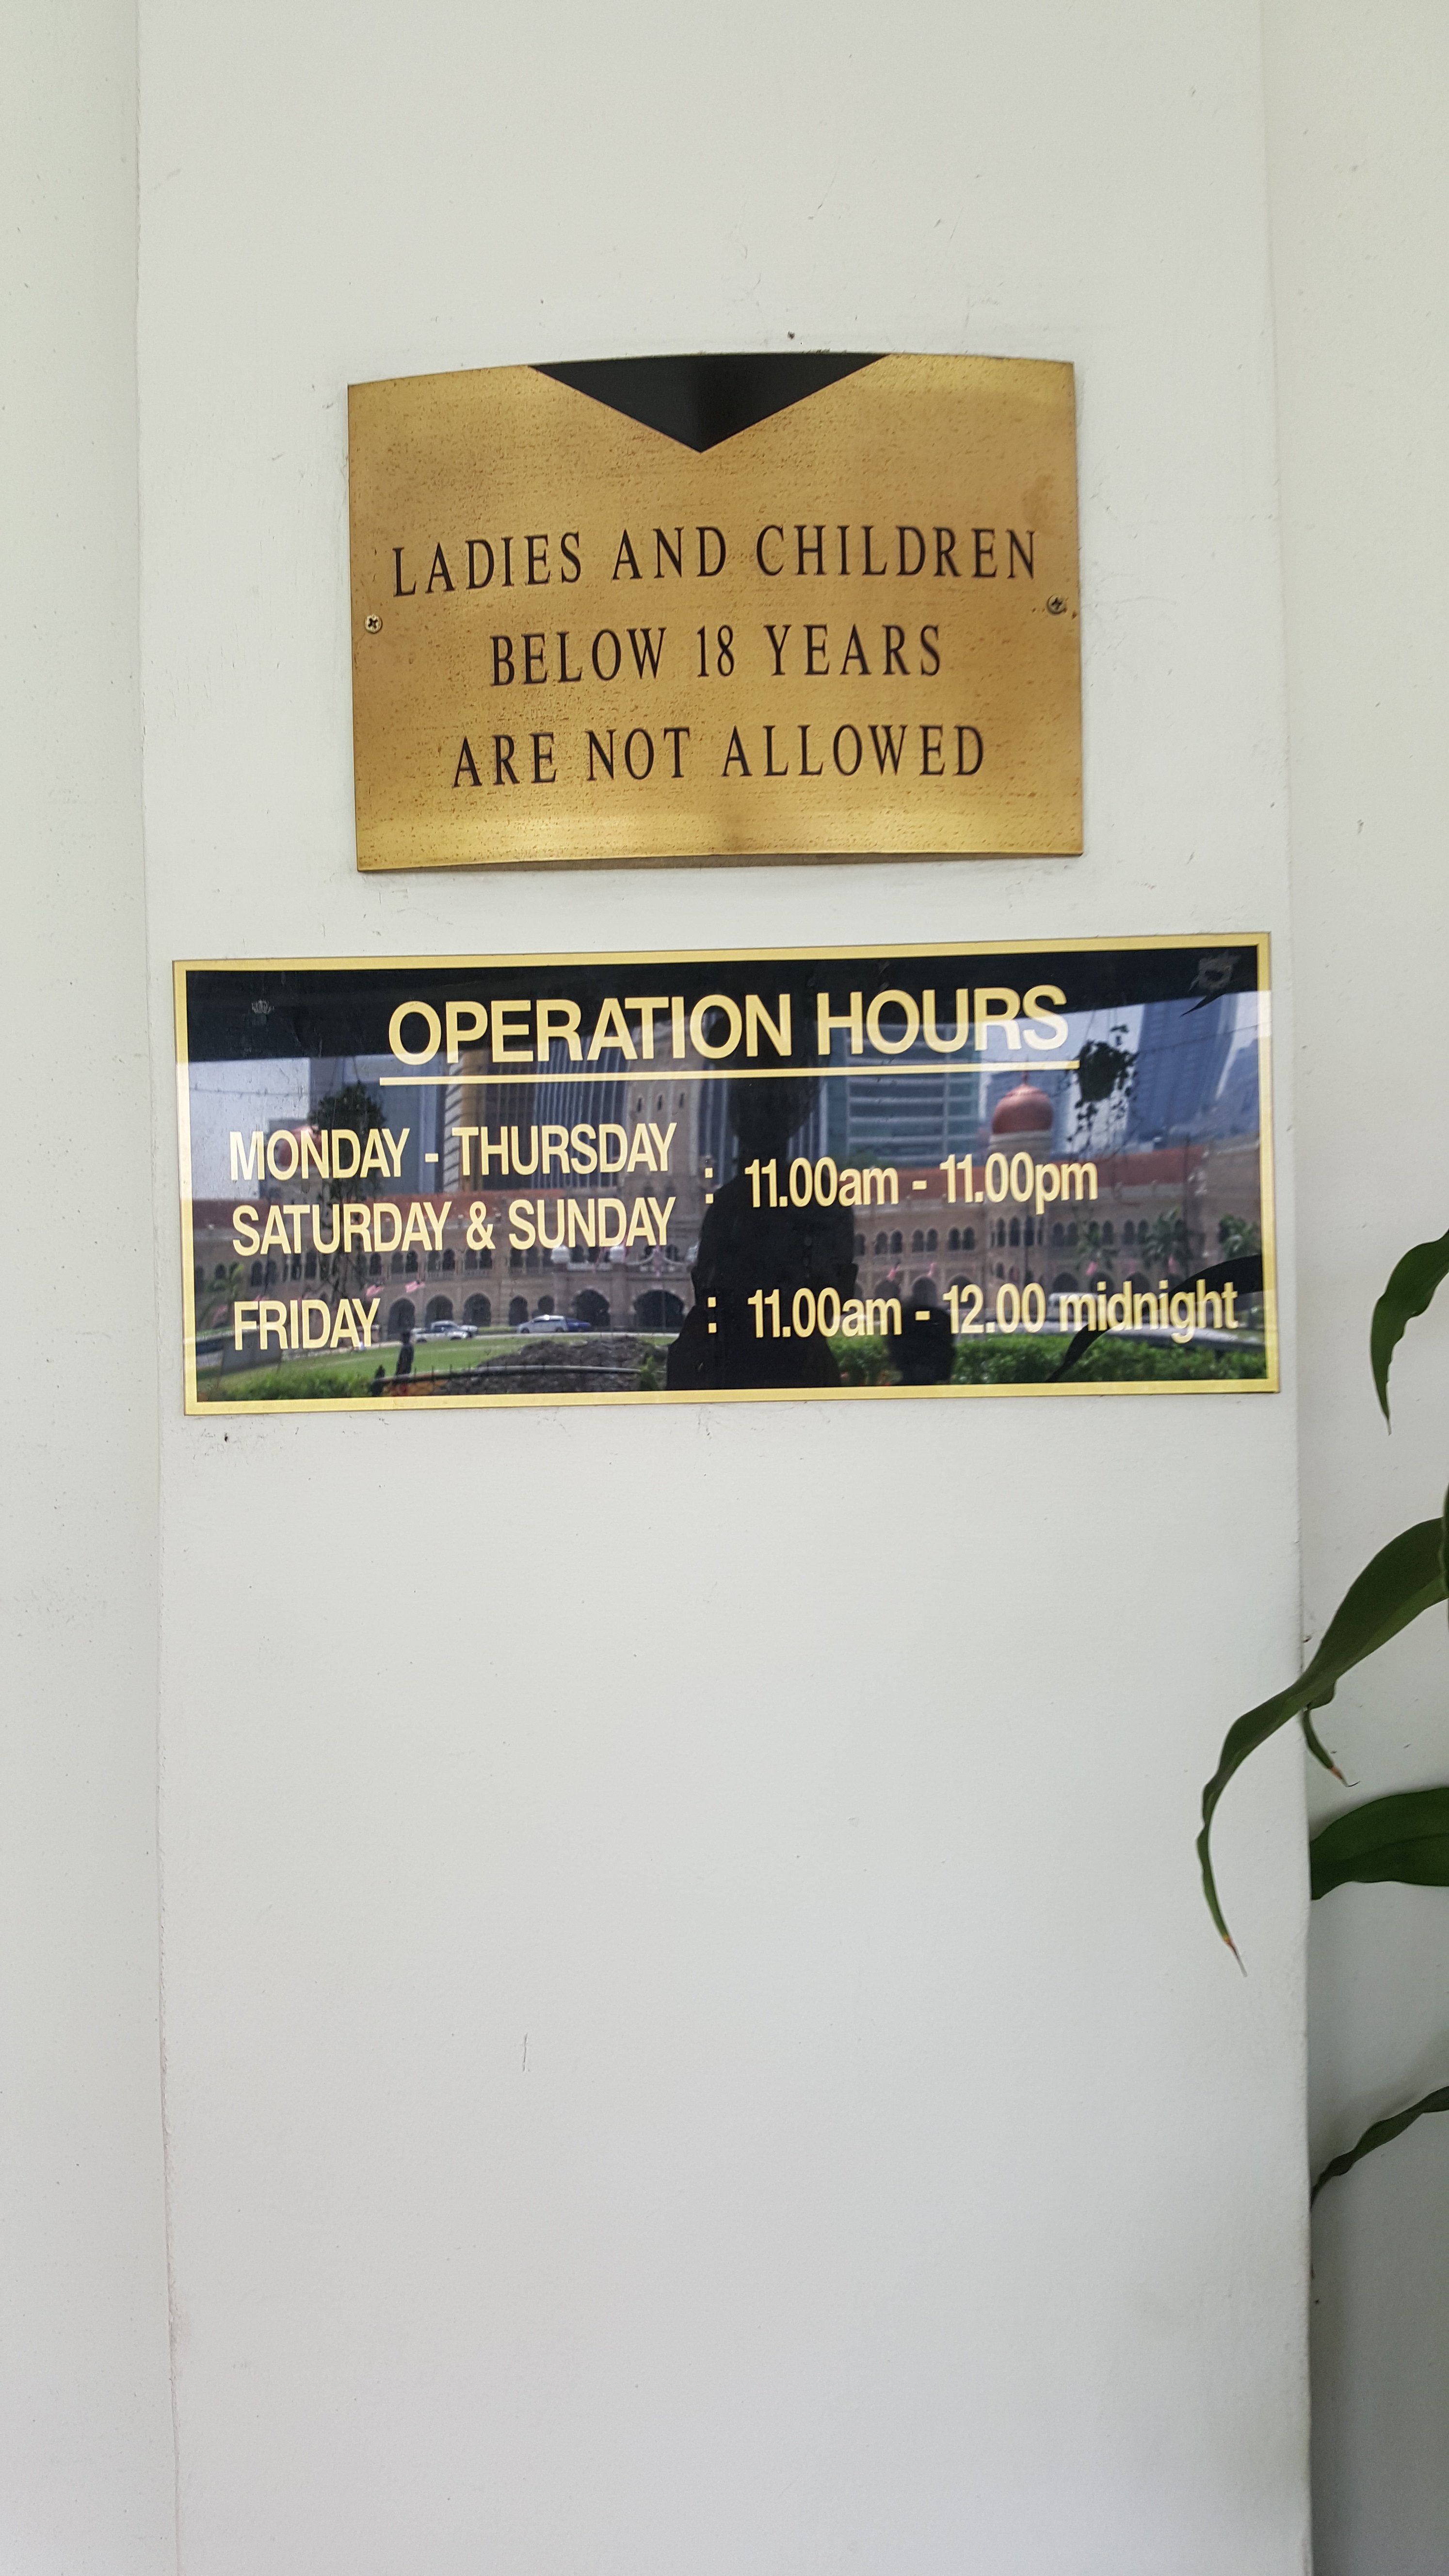 LADIES AND CHILDREN
BELOW 18 YEARS
ARE NOT ALLOWED
OPERATION HOURS
MONDAY - THURSDAY
SATURDAY & SUNDAY : 11.00am - 11.00pm
FRIDAY : 11.00am - 12.00 midnight